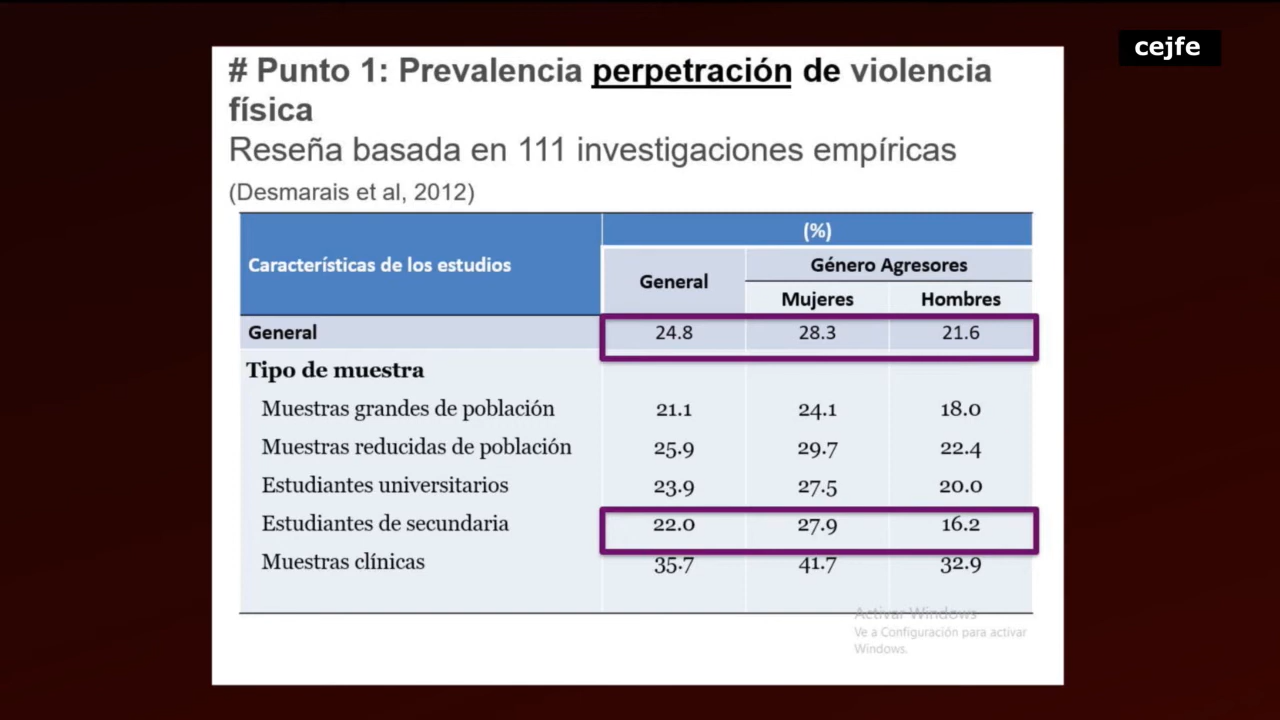 cejfe
# Punto 1: Prevalencia perpetración de violencia
física
Reseña basada en 111 investigaciones empíricas
(Desmarais et al, 2012)
Características de los estudios
(%)
General
Género Agresores
Mujeres Hombres
General 24.8 28.3 21.6
Tipo de muestra
Muestras grandes de población 21.1 24.1 18.0
Muestras reducidas de población 25.9 29.7 22.4
Estudiantes universitarios 23.9 27.5 20.0
Estudiantes de secundaria 22.0 27.9 16.2
Muestras clínicas 35.7 41.7 32.9
Activar Windows
Ve a Configuración para activar
Windows.